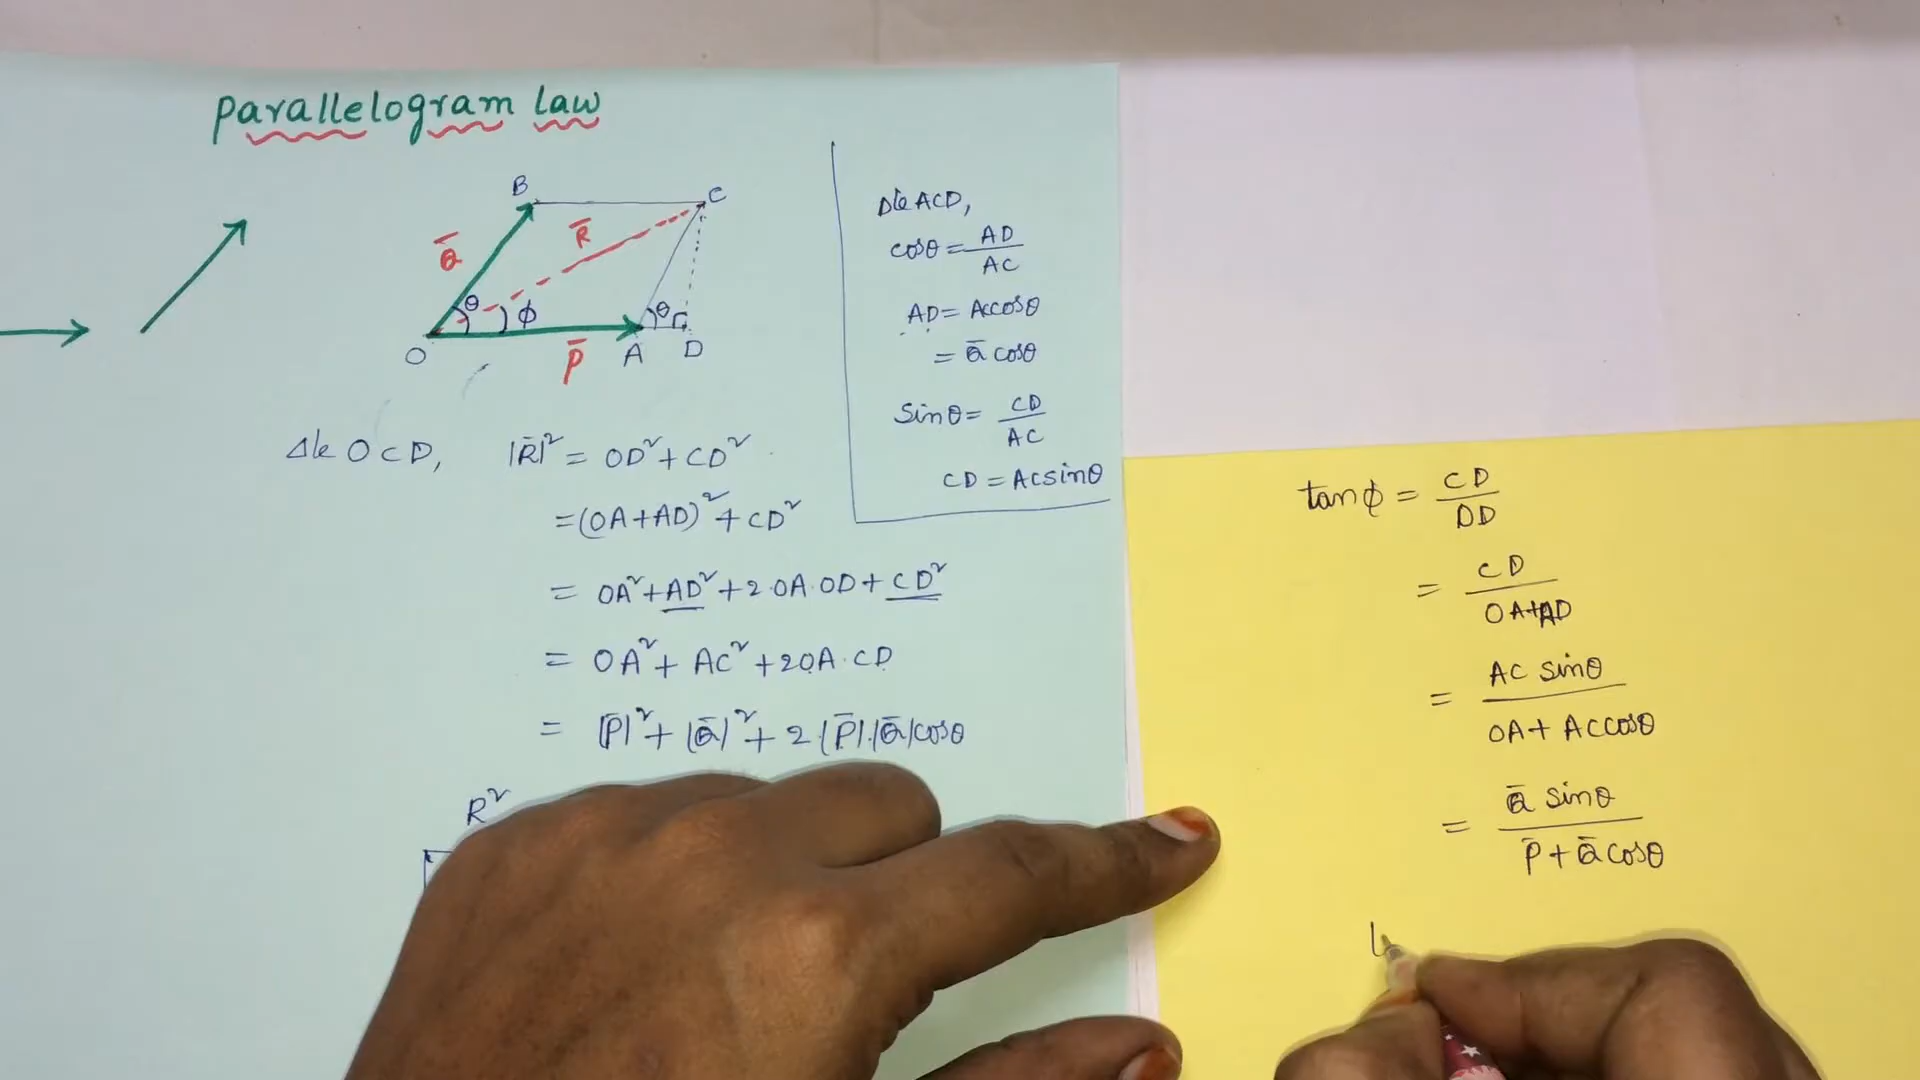 Parallelogram law
B
C
Q̄
R̄
θ
ϕ
θ
O
P̄
A
D
Δle OCD, |R̄|² = OD² + CD²
= (OA+AD)² + CD²
= OA² + AD² + 2·OA·OD + CD²
= OA² + AC² + 2OA·CD
= |P̄|² + |Q̄|² + 2·|P̄|·|Q̄|cosθ
R²
Δle ACD,
cosθ = AD/AC
AD = ACcosθ
= Q̄ cosθ
Sinθ = CD/AC
CD = ACsinθ
tanϕ = CD/DD
= CD/OA+AD
= AC sinθ/OA+ ACcosθ
= Q̄ sinθ/P̄ + Q̄cosθ